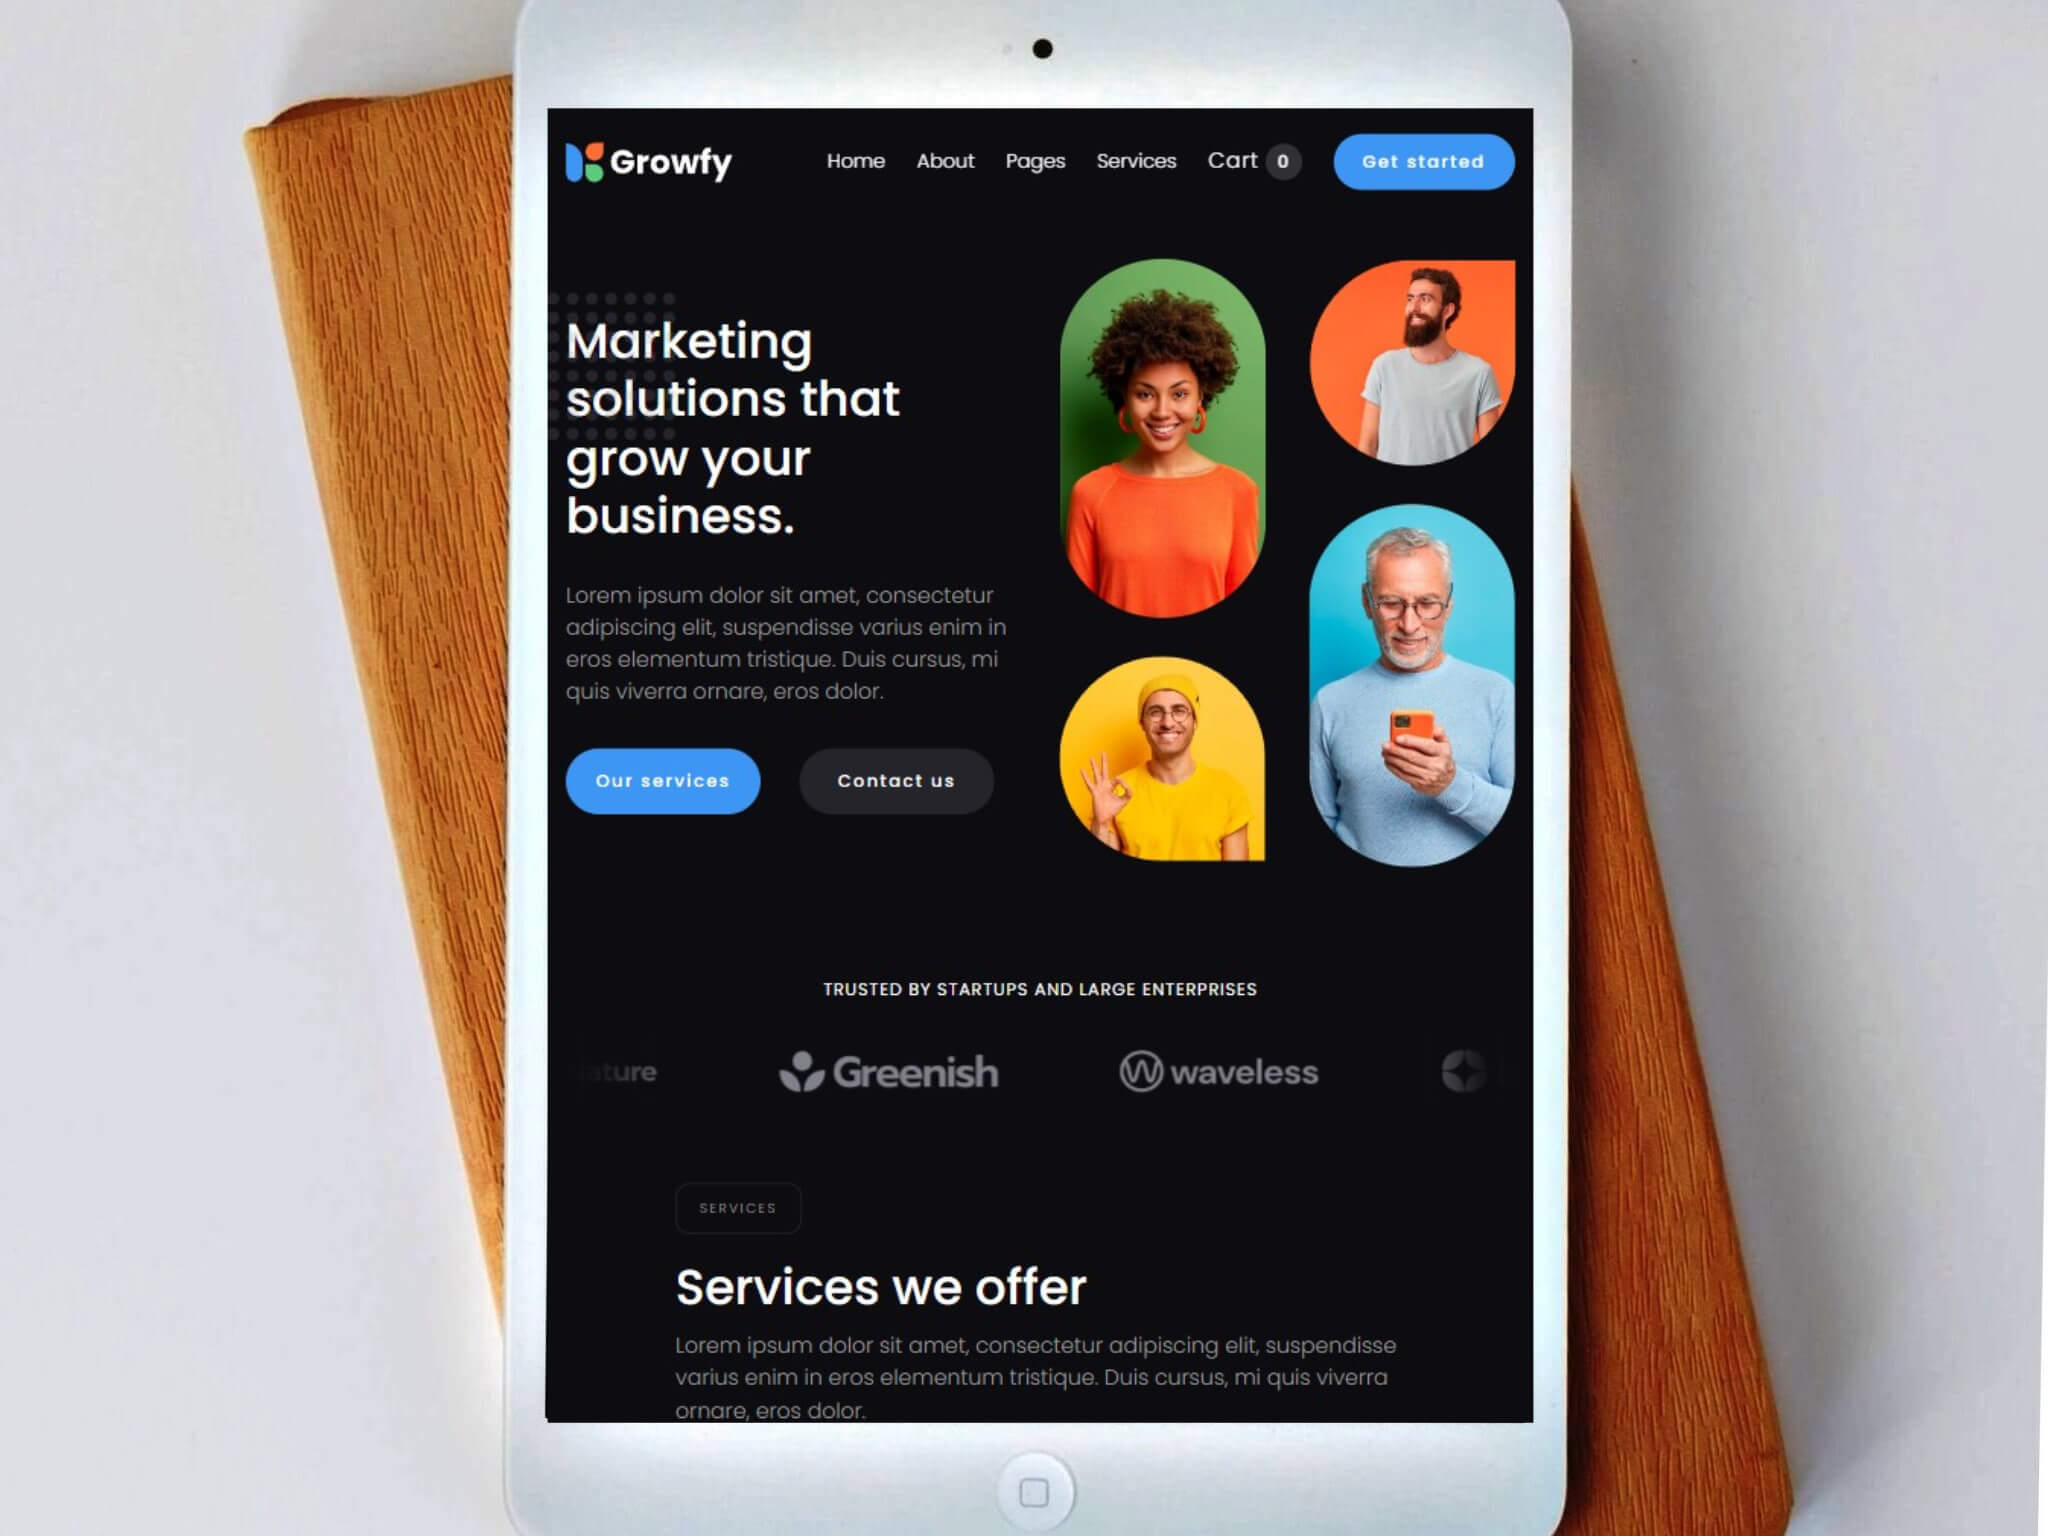 Growfy
Home About Pages Services Cart 0 Get started
Marketing
solutions that
grow your
business.
Lorem ipsum dolor sit amet, consectetur
adipiscing elit, suspendisse varius enim in
eros elementum tristique. Duis cursus, mi
quis viverra ornare, eros dolor.
Our services Contact us
TRUSTED BY STARTUPS AND LARGE ENTERPRISES
Greenish waveless
SERVICES
Services we offer
Lorem ipsum dolor sit amet, consectetur adipiscing elit, suspendisse
varius enim in eros elementum tristique. Duis cursus, mi quis viverra
ornare, eros dolor.